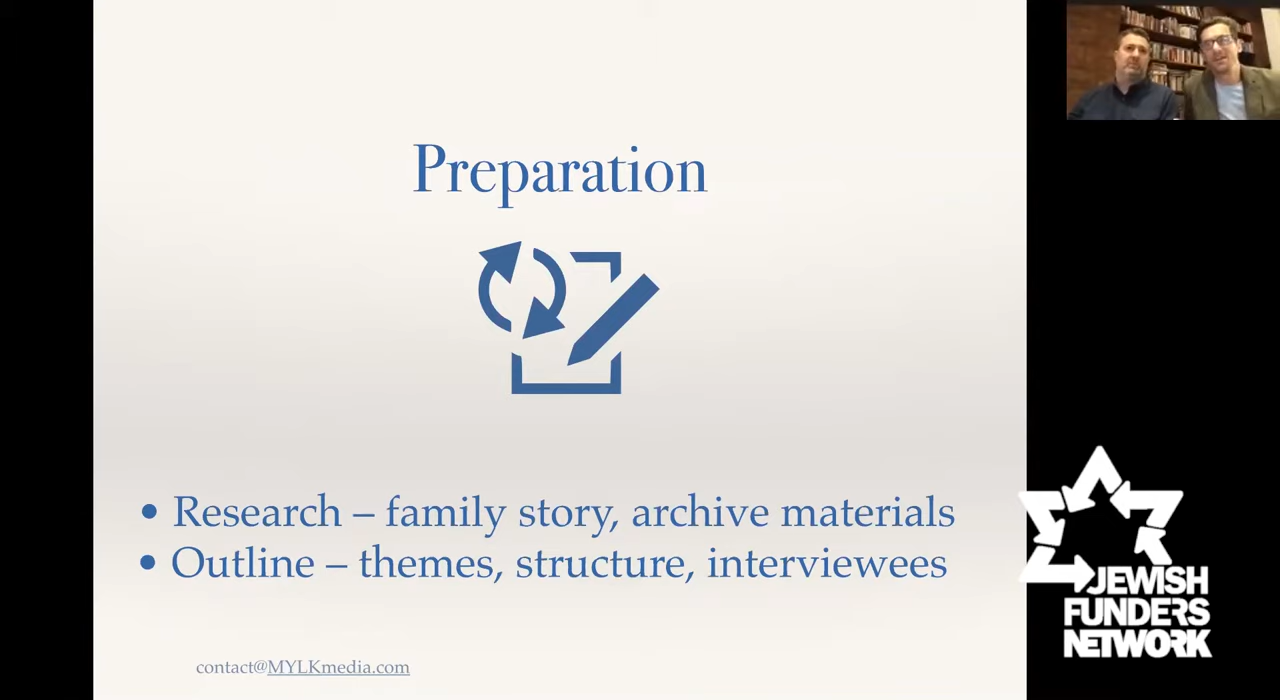 Preparation
• Research – family story, archive materials
• Outline – themes, structure, interviewees
contact@MYLKmedia.com
JEWISH
FUNDERS
NETWORK